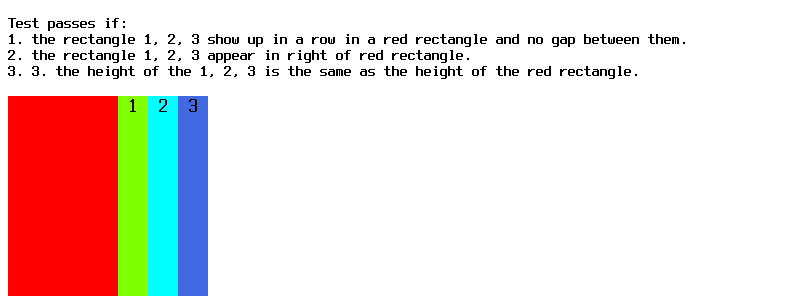 Test passes if:
1. the rectangle 1, 2, 3 show up in a row in a red rectangle and no gap between them.
2. the rectangle 1, 2, 3 appear in right of red rectangle.
3. 3. the height of the 1, 2, 3 is the same as the height of the red rectangle.
1 2 3